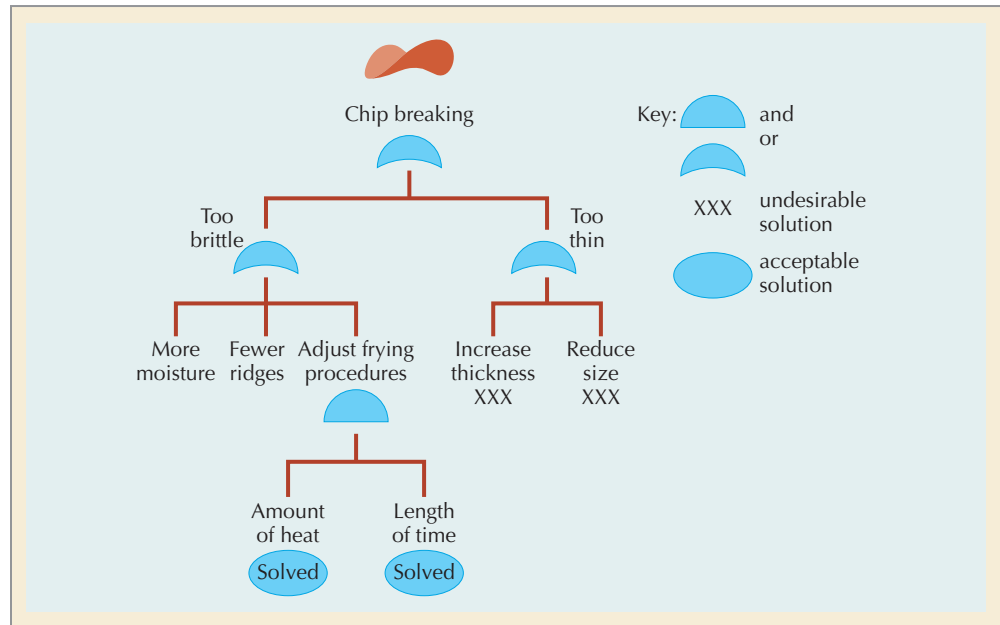 Chip breaking
Key:
and
or
XXX
undesirable
solution
acceptable
solution
Too
brittle
Too
thin
More
moisture
Fewer
ridges
Adjust frying
procedures
Increase
thickness
XXX
Reduce
size
XXX
Amount
of heat
Solved
Length
of time
Solved